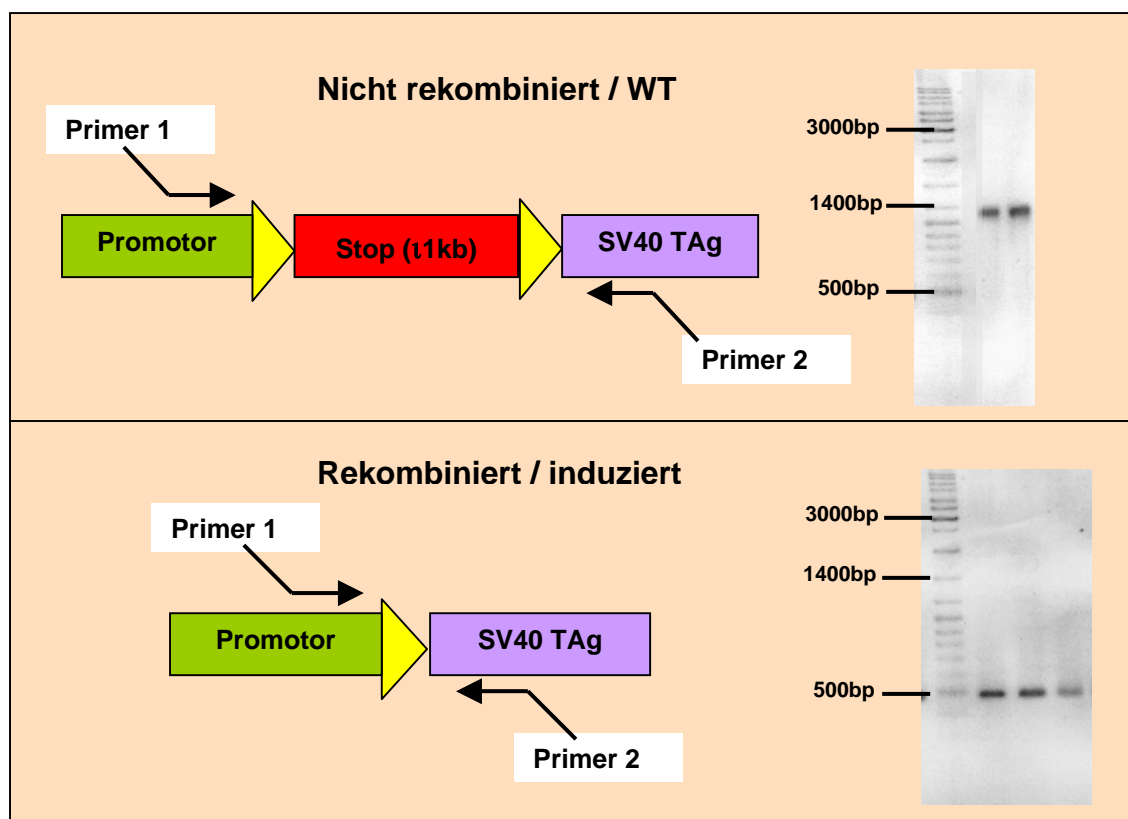 Nicht rekombiniert / WT
Primer 1
Promotor
Stop (ι1kb)
SV40 TAg
Primer 2
3000bp
1400bp
500bp
Rekombiniert / induziert
Primer 1
Promotor
SV40 TAg
Primer 2
3000bp
1400bp
500bp